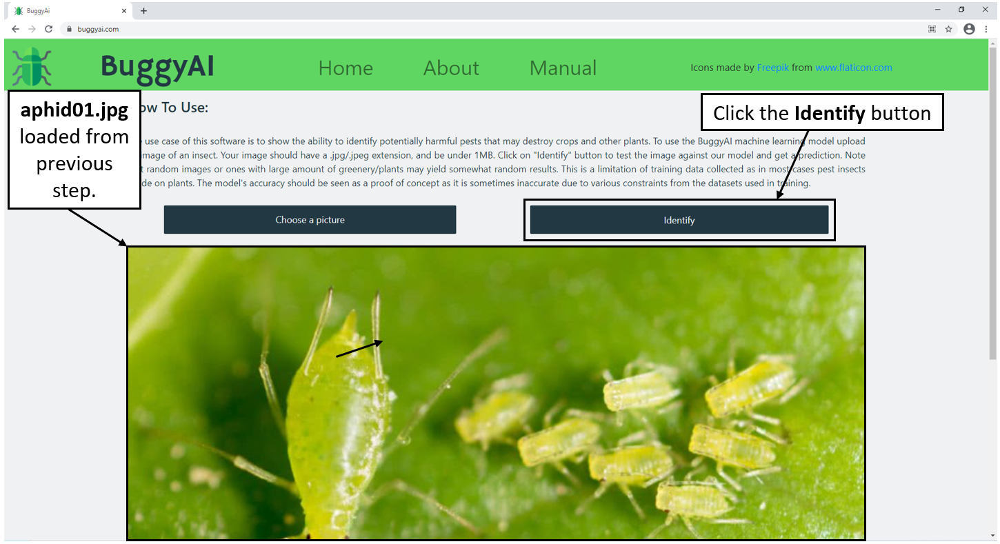 BuggyAi
buggyai.com
BuggyAI Home About Manual Icons made by Freepik from www.flaticon.com
aphid01.jpg
loaded from
previous
step.
ow To Use:
Click the Identify button
use case of this software is to show the ability to identify potentially harmful pests that may destroy crops and other plants. To use the BuggyAI machine learning model upload
mage of an insect. Your image should have a .jpg/.jpeg extension, and be under 1MB. Click on "Identify" button to test the image against our model and get a prediction. Note
random images or ones with large amount of greenery/plants may yield somewhat random results. This is a limitation of training data collected as in most cases pest insects
de on plants. The model's accuracy should be seen as a proof of concept as it is sometimes inaccurate due to various constraints from the datasets used in training.
Choose a picture
Identify